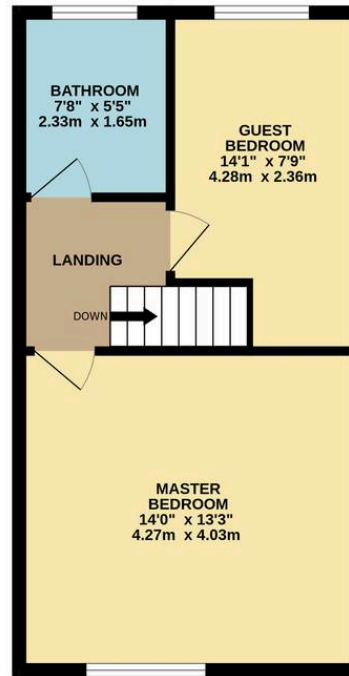 BATHROOM
7'8" x 5'5"
2.33m x 1.65m
GUEST
BEDROOM
14'1" x 7'9"
4.28m x 2.36m
LANDING
DOWN
MASTER
BEDROOM
14'0" x 13'3"
4.27m x 4.03m